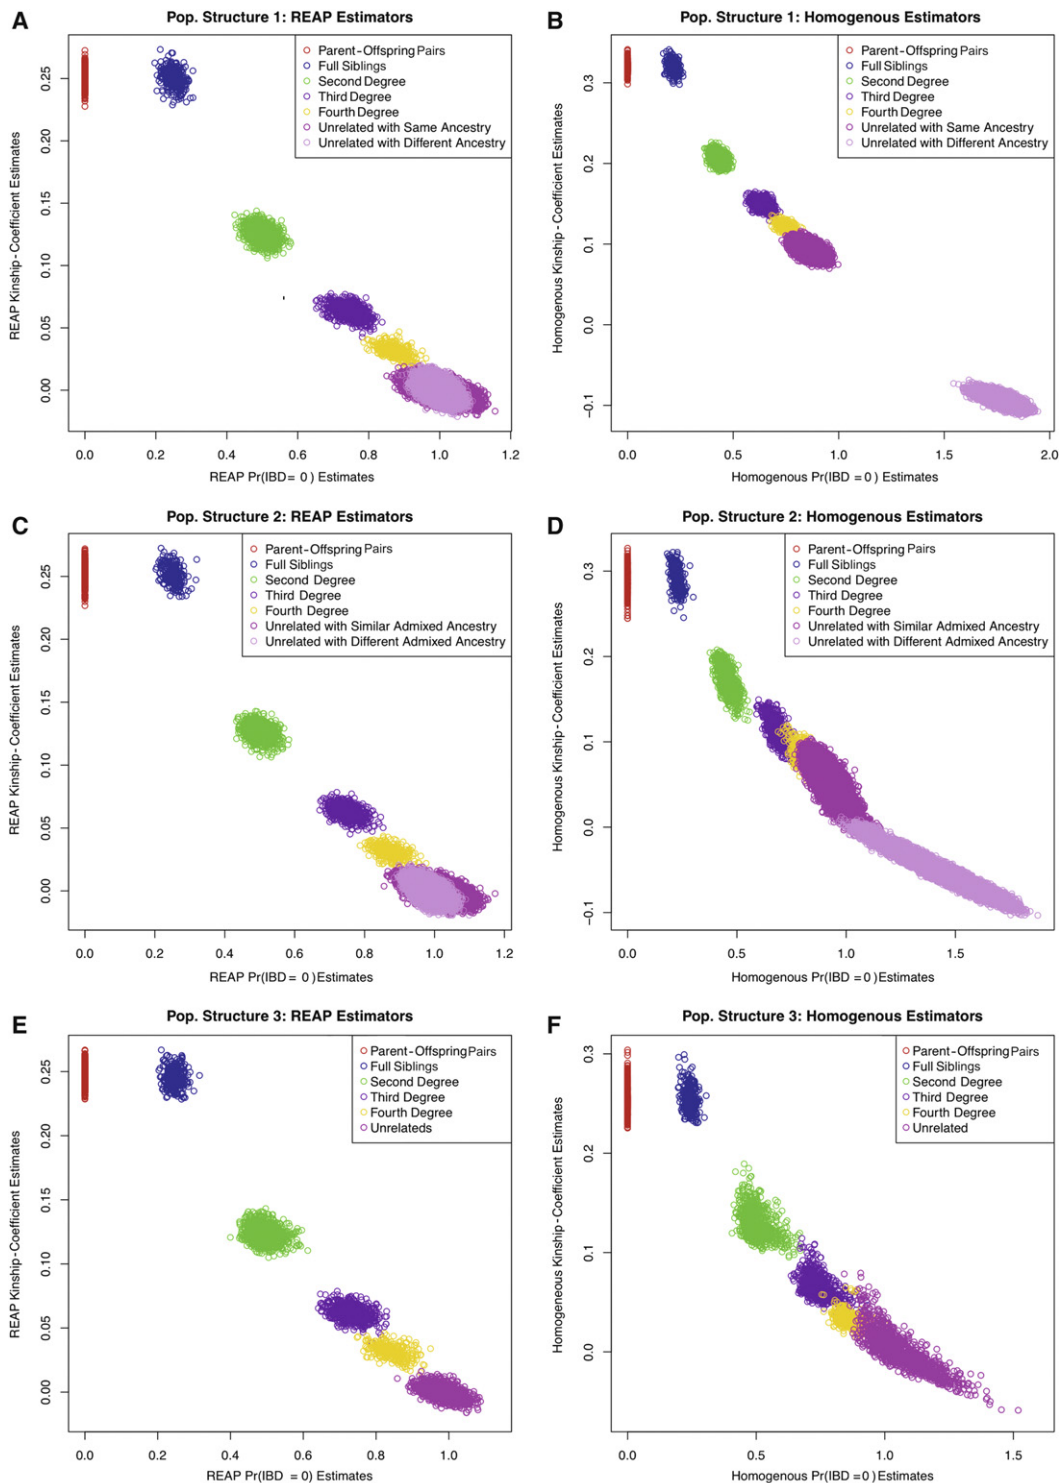 A
Pop. Structure 1: REAP Estimators
Parent-Offspring Pairs
Full Siblings
Second Degree
Third Degree
Fourth Degree
Unrelated with Same Ancestry
Unrelated with Different Ancestry
REAP Kinship-Coefficient Estimates
0.25
0.20
0.15
0.10
0.05
0.00
0.0 0.2 0.4 0.6 0.8 1.0 1.2
REAP Pr(IBD= 0) Estimates
B
Pop. Structure 1: Homogenous Estimators
Parent-Offspring Pairs
Full Siblings
Second Degree
Third Degree
Fourth Degree
Unrelated with Same Ancestry
Unrelated with Different Ancestry
Homogenous Kinship-Coefficient Estimates
0.3
0.2
0.1
0.0
−0.1
0.0 0.5 1.0 1.5 2.0
Homogenous Pr(IBD=0) Estimates
C
Pop. Structure 2: REAP Estimators
Parent-Offspring Pairs
Full Siblings
Second Degree
Third Degree
Fourth Degree
Unrelated with Similar Admixed Ancestry
Unrelated with Different Admixed Ancestry
REAP Kinship-Coefficient Estimates
0.25
0.20
0.15
0.10
0.05
0.00
0.0 0.2 0.4 0.6 0.8 1.0 1.2
REAP Pr(IBD= 0)Estimates
D
Pop. Structure 2: Homogenous Estimators
Parent-Offspring Pairs
Full Siblings
Second Degree
Third Degree
Fourth Degree
Unrelated with Similar Admixed Ancestry
Unrelated with Different Admixed Ancestry
Homogenous Kinship-Coefficient Estimates
0.3
0.2
0.1
0.0
−0.1
0.0 0.5 1.0 1.5
Homogenous Pr(IBD=0)Estimates
E
Pop. Structure 3: REAP Estimators
Parent-Offspring Pairs
Full Siblings
Second Degree
Third Degree
Fourth Degree
Unrelateds
REAP Kinship-Coefficient Estimates
0.25
0.20
0.15
0.10
0.05
0.00
0.0 0.2 0.4 0.6 0.8 1.0
REAP Pr(IBD = 0) Estimates
F
Pop. Structure 3: Homogenous Estimators
Parent-Offspring Pairs
Full Siblings
Second Degree
Third Degree
Fourth Degree
Unrelated
Homogeneous Kinship-Coefficient Estimates
0.3
0.2
0.1
0.0
0.0 0.5 1.0 1.5
Homogenous Pr(IBD=0)Estimates